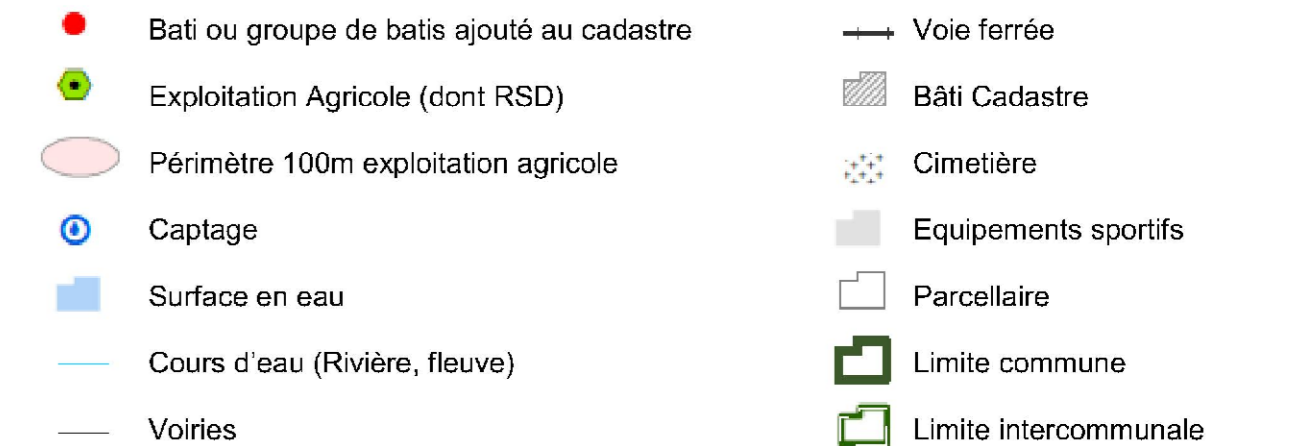 Bati ou groupe de batis ajouté au cadastre
Exploitation Agricole (dont RSD)
Périmètre 100m exploitation agricole
Captage
Surface en eau
Cours d'eau (Rivière, fleuve)
Voiries
Voie ferrée
Bâti Cadastre
Cimetière
Equipements sportifs
Parcellaire
Limite commune
Limite intercommunale